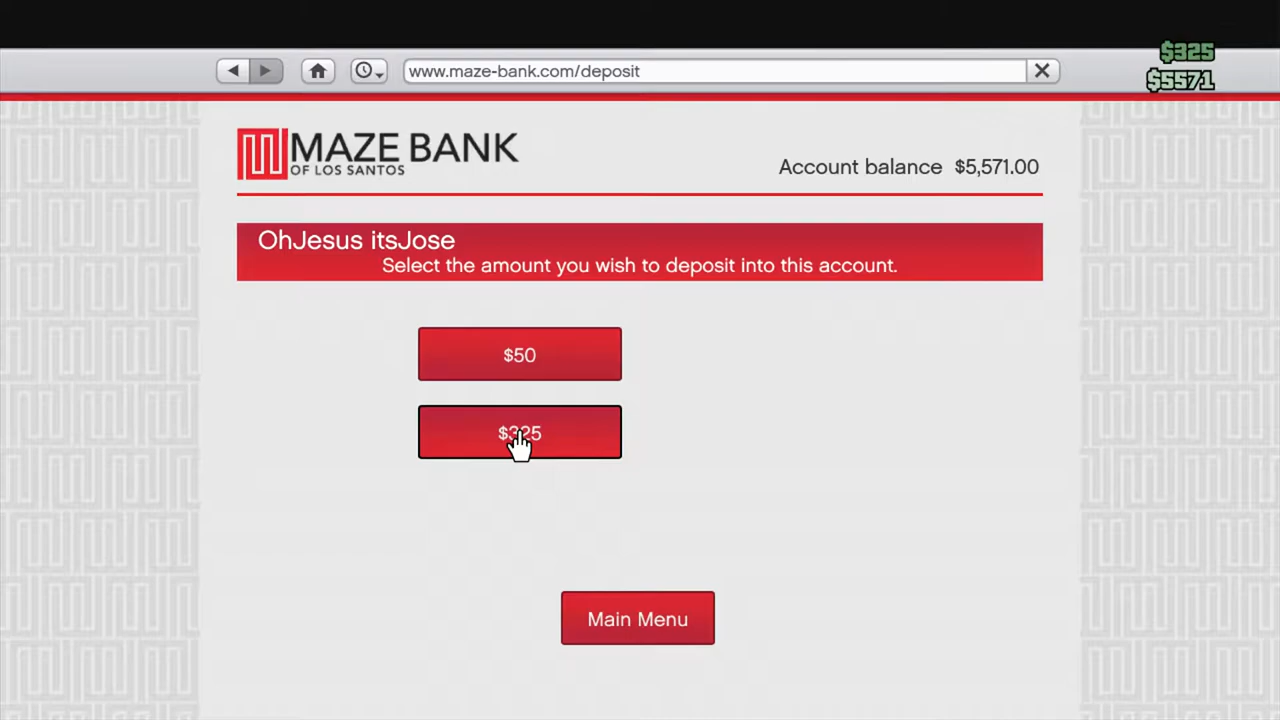 $325
www.maze-bank.com/deposit
$5571
MAZE BANK
OF LOS SANTOS
Account balance $5,571.00
OhJesus itsJose
Select the amount you wish to deposit into this account.
$50
$325
Main Menu